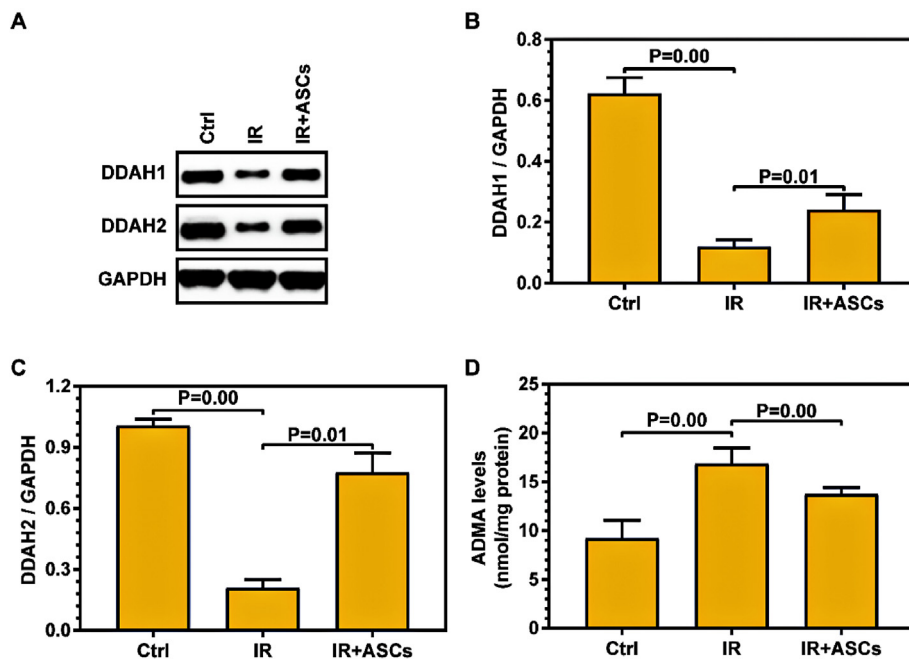 A
Ctrl
IR
IR+ASCs
DDAH1
DDAH2
GAPDH
B
DDAH1 / GAPDH
0.8
0.6
0.4
0.2
0.0
P=0.00
P=0.01
Ctrl
IR
IR+ASCs
C
DDAH2 / GAPDH
1.2
0.9
0.6
0.3
0.0
P=0.00
P=0.01
Ctrl
IR
IR+ASCs
D
ADMA levels
(nmol/mg protein)
25
20
15
10
5
0
P=0.00
P=0.00
Ctrl
IR
IR+ASCs